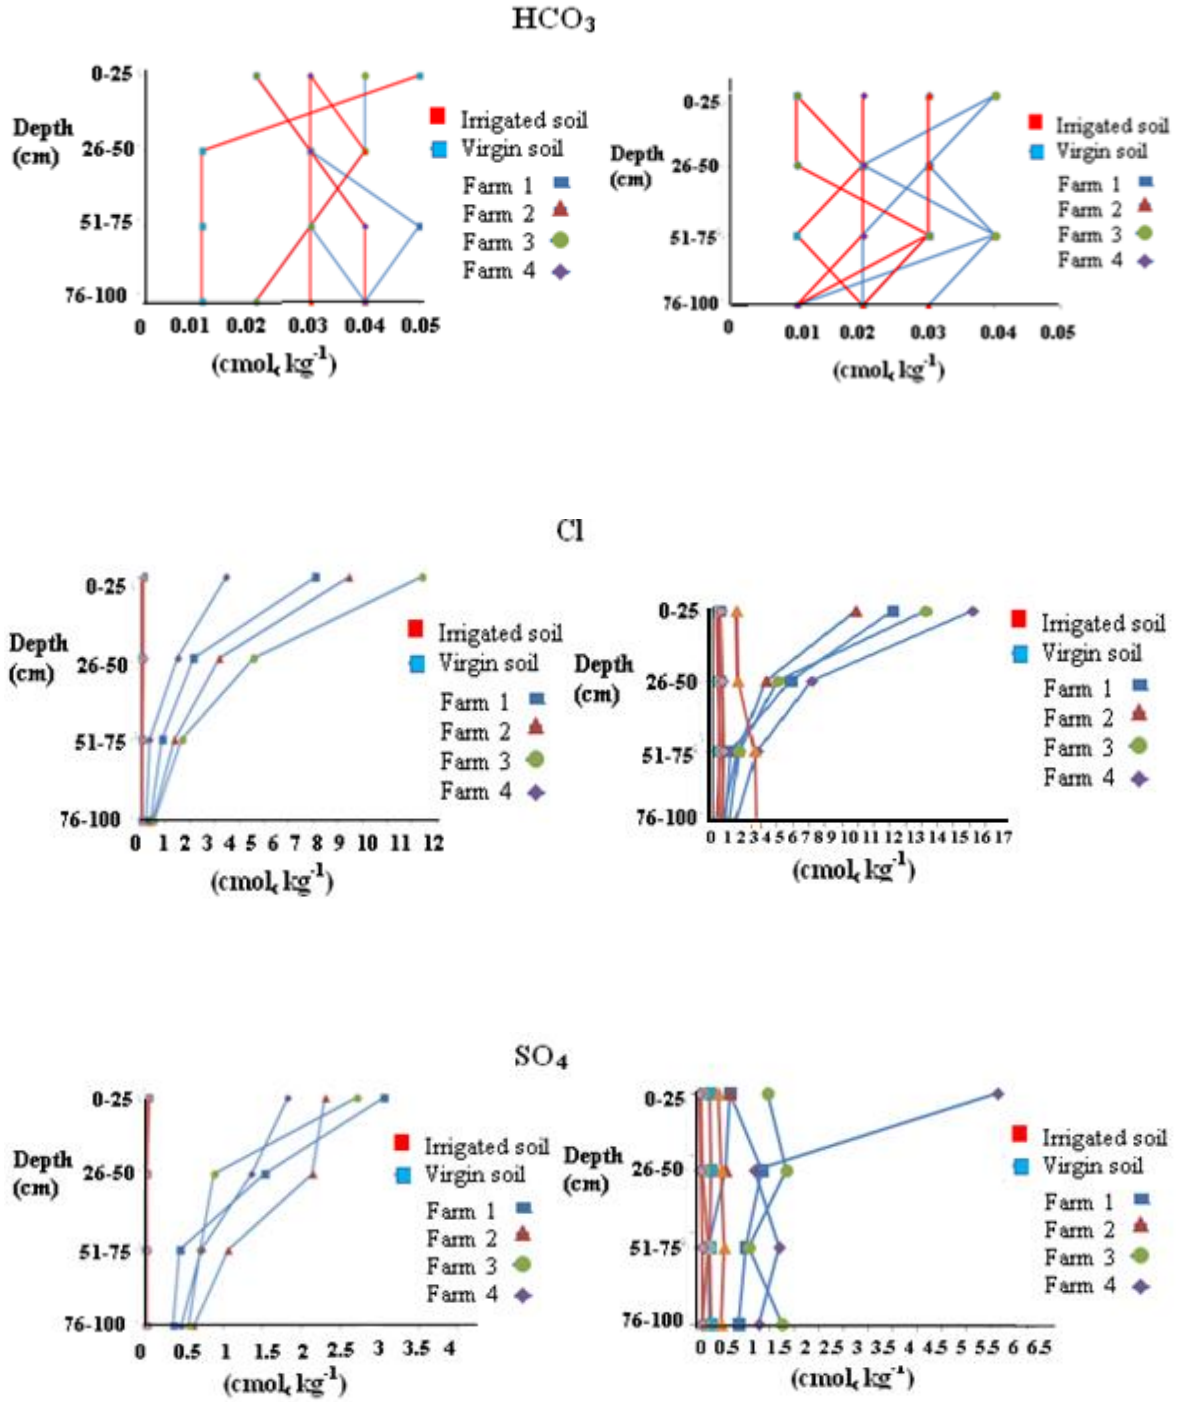 HCO3
0-25
Depth
(cm)
26-50
51-75
76-100
0 0.01 0.02 0.03 0.04 0.05
(cmolc kg-1)
Irrigated soil
Virgin soil
Farm 1
Farm 2
Farm 3
Farm 4
0-25
Depth
(cm)
26-50
51-75
76-100
0 0.01 0.02 0.03 0.04 0.05
(cmolc kg-1)
Irrigated soil
Virgin soil
Farm 1
Farm 2
Farm 3
Farm 4
Cl
0-25
Depth
(cm)
26-50
51-75
76-100
0 1 2 3 4 5 6 7 8 9 10 11 12
(cmolc kg-1)
Irrigated soil
Virgin soil
Farm 1
Farm 2
Farm 3
Farm 4
0-25
Depth
(cm)
26-50
51-75
76-100
0 1 2 3 4 5 6 7 8 9 10 11 12 13 14 15 16 17
(cmolc kg-1)
Irrigated soil
Virgin soil
Farm 1
Farm 2
Farm 3
Farm 4
SO4
0-25
Depth
(cm)
26-50
51-75
76-100
0 0.5 1 1.5 2 2.5 3 3.5 4
(cmolc kg-1)
Irrigated soil
Virgin soil
Farm 1
Farm 2
Farm 3
Farm 4
0-25
Depth
(cm)
26-50
51-75
76-100
0 0.5 1 1.5 2 2.5 3 3.5 4 4.5 5 5.5 6 6.5
(cmolc kg-1)
Irrigated soil
Virgin soil
Farm 1
Farm 2
Farm 3
Farm 4